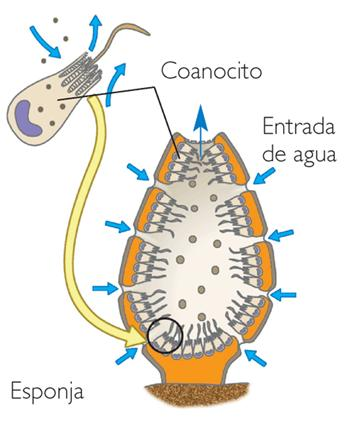 Coanocito
Entrada
de agua
Esponja